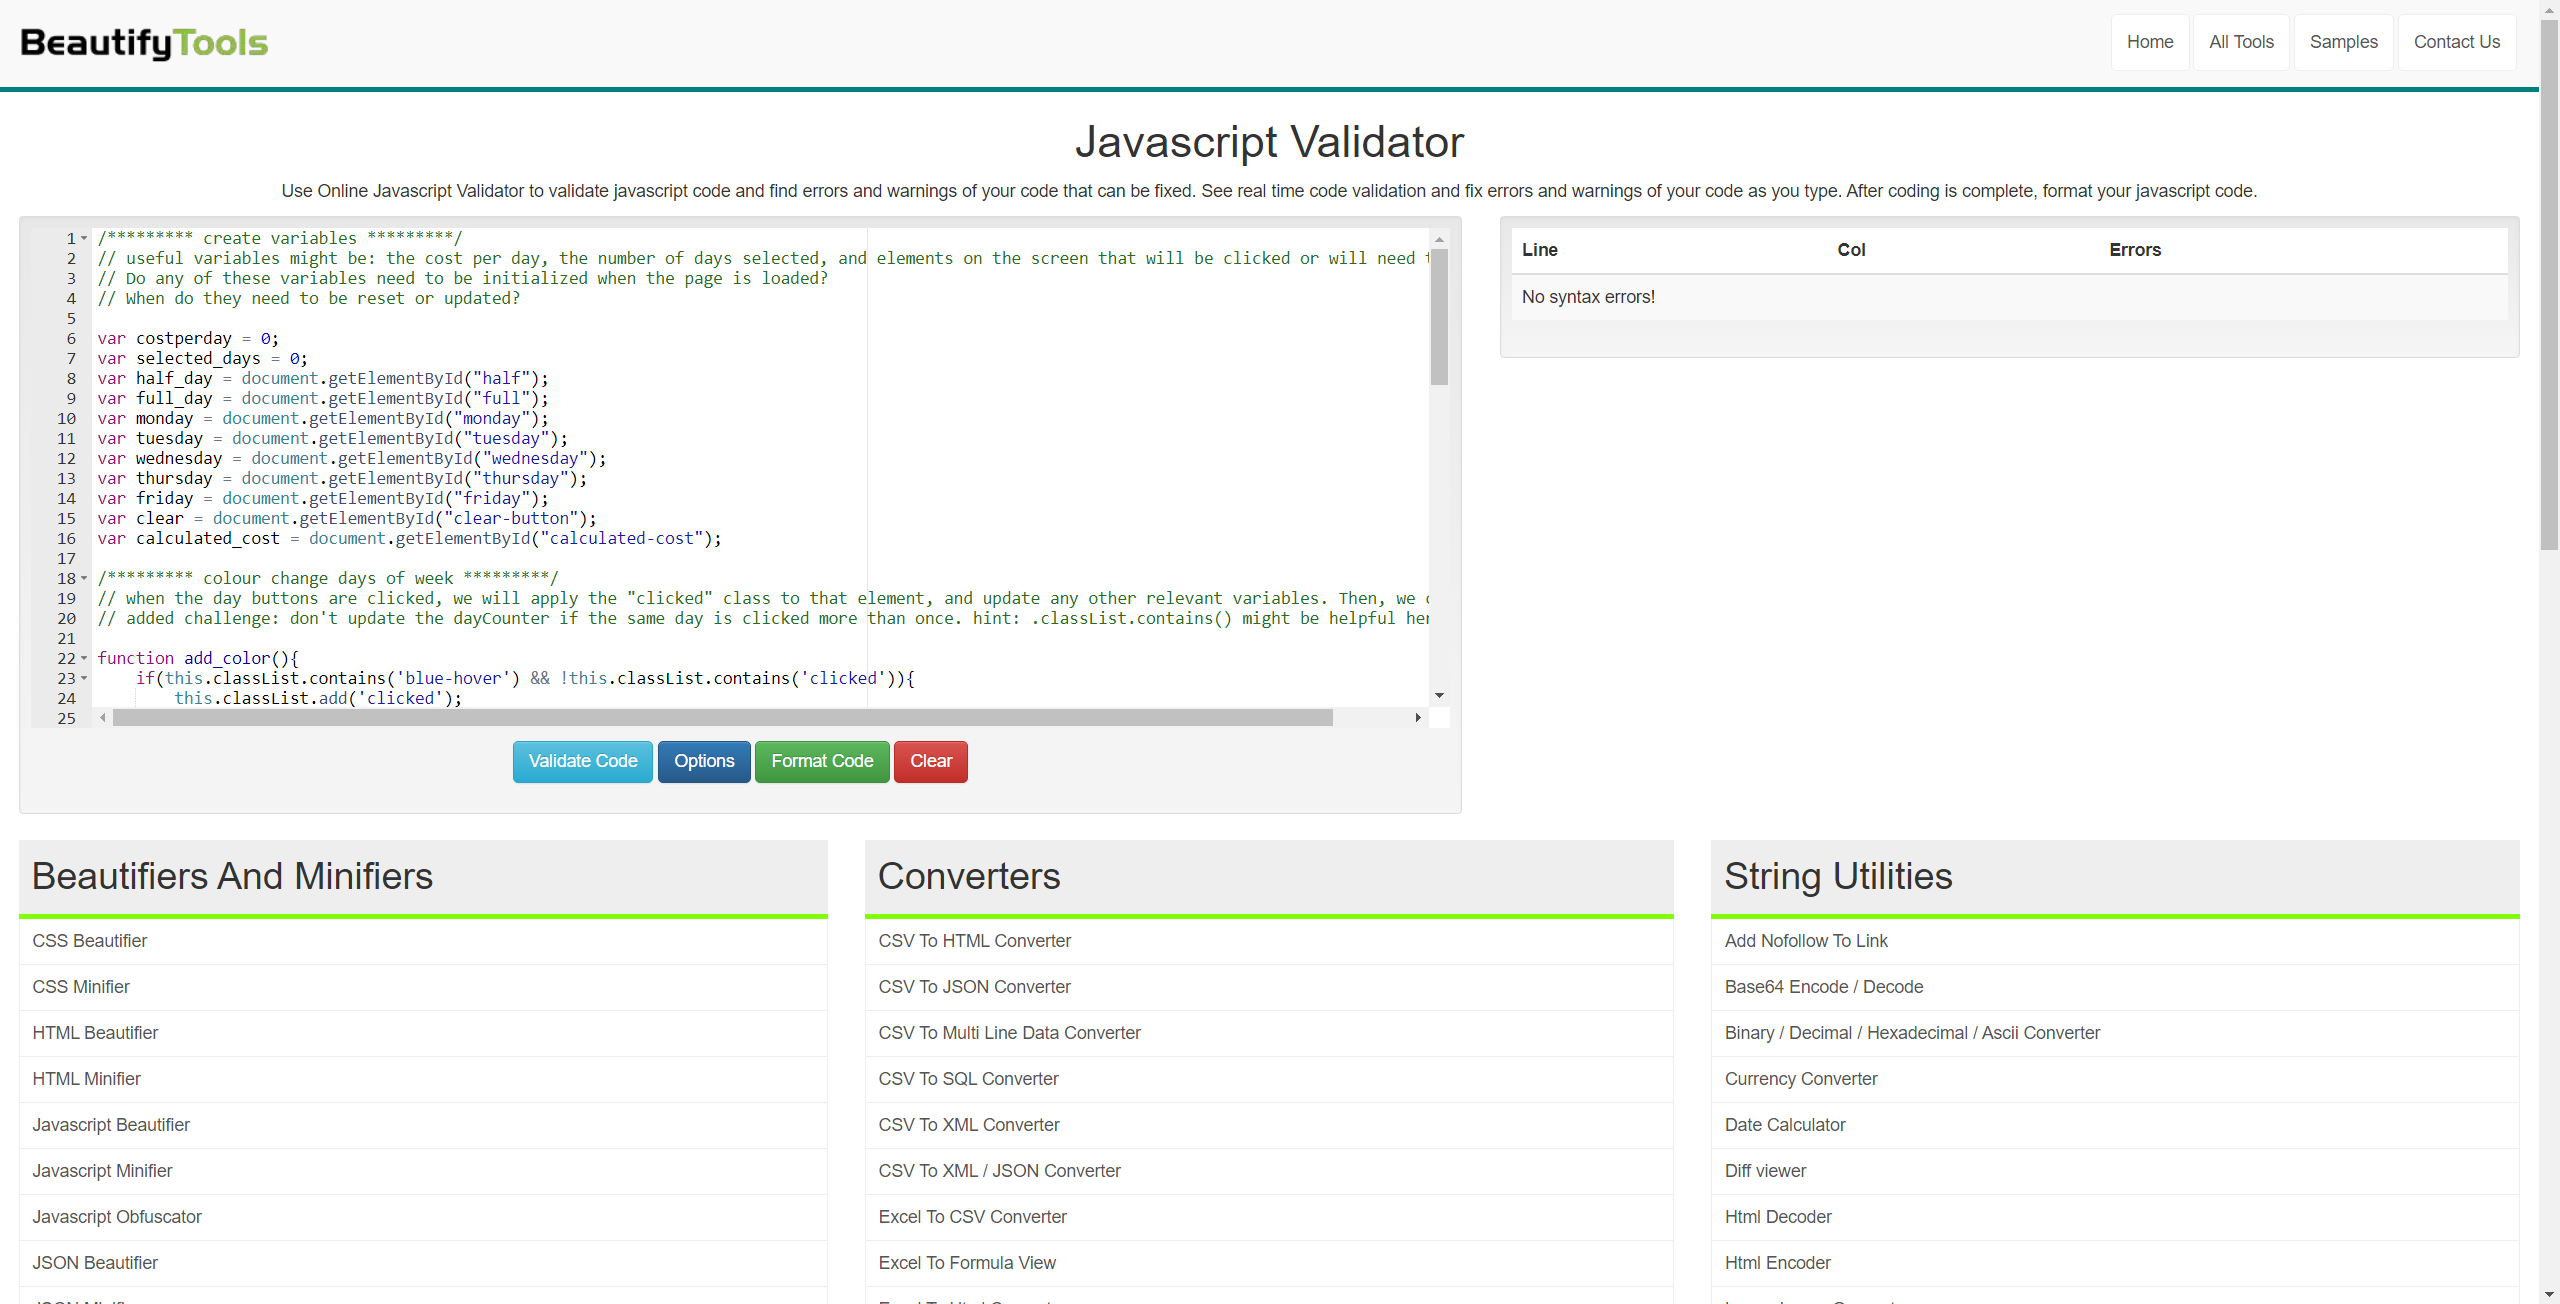 BeautifyTools
Home
All Tools
Samples
Contact Us
Javascript Validator
Use Online Javascript Validator to validate javascript code and find errors and warnings of your code that can be fixed. See real time code validation and fix errors and warnings of your code as you type. After coding is complete, format your javascript code.
1 /********* create variables *********/
2 // useful variables might be: the cost per day, the number of days selected, and elements on the screen that will be clicked or will need
3 // Do any of these variables need to be initialized when the page is loaded?
4 // When do they need to be reset or updated?
5
6 var costperday = 0;
7 var selected_days = 0;
8 var half_day = document.getElementById("half");
9 var full_day = document.getElementById("full");
10 var monday = document.getElementById("monday");
11 var tuesday = document.getElementById("tuesday");
12 var wednesday = document.getElementById("wednesday");
13 var thursday = document.getElementById("thursday");
14 var friday = document.getElementById("friday");
15 var clear = document.getElementById("clear-button");
16 var calculated_cost = document.getElementById("calculated-cost");
17
18 /********* colour change days of week *********/
19 // when the day buttons are clicked, we will apply the "clicked" class to that element, and update any other relevant variables. Then, we
20 // added challenge: don't update the dayCounter if the same day is clicked more than once. hint: .classList.contains() might be helpful
21
22 function add_color(){
23 if(this.classList.contains('blue-hover') && !this.classList.contains('clicked')){
24 this.classList.add('clicked');
25
Line Col Errors
No syntax errors!
Validate Code
Options
Format Code
Clear
Beautifiers And Minifiers
CSS Beautifier
CSS Minifier
HTML Beautifier
HTML Minifier
Javascript Beautifier
Javascript Minifier
Javascript Obfuscator
JSON Beautifier
Converters
CSV To HTML Converter
CSV To JSON Converter
CSV To Multi Line Data Converter
CSV To SQL Converter
CSV To XML Converter
CSV To XML / JSON Converter
Excel To CSV Converter
Excel To Formula View
String Utilities
Add Nofollow To Link
Base64 Encode / Decode
Binary / Decimal / Hexadecimal / Ascii Converter
Currency Converter
Date Calculator
Diff viewer
Html Decoder
Html Encoder